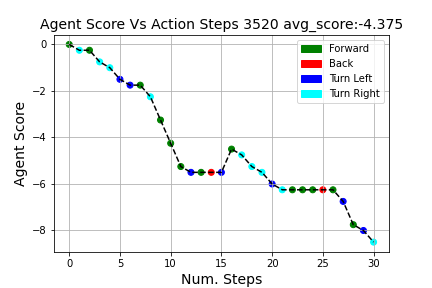 Agent Score Vs Action Steps 3520 avg_score:-4.375
Forward
Back
Turn Left
Turn Right
Agent Score
0
−2
−4
−6
−8
0 5 10 15 20 25 30
Num. Steps